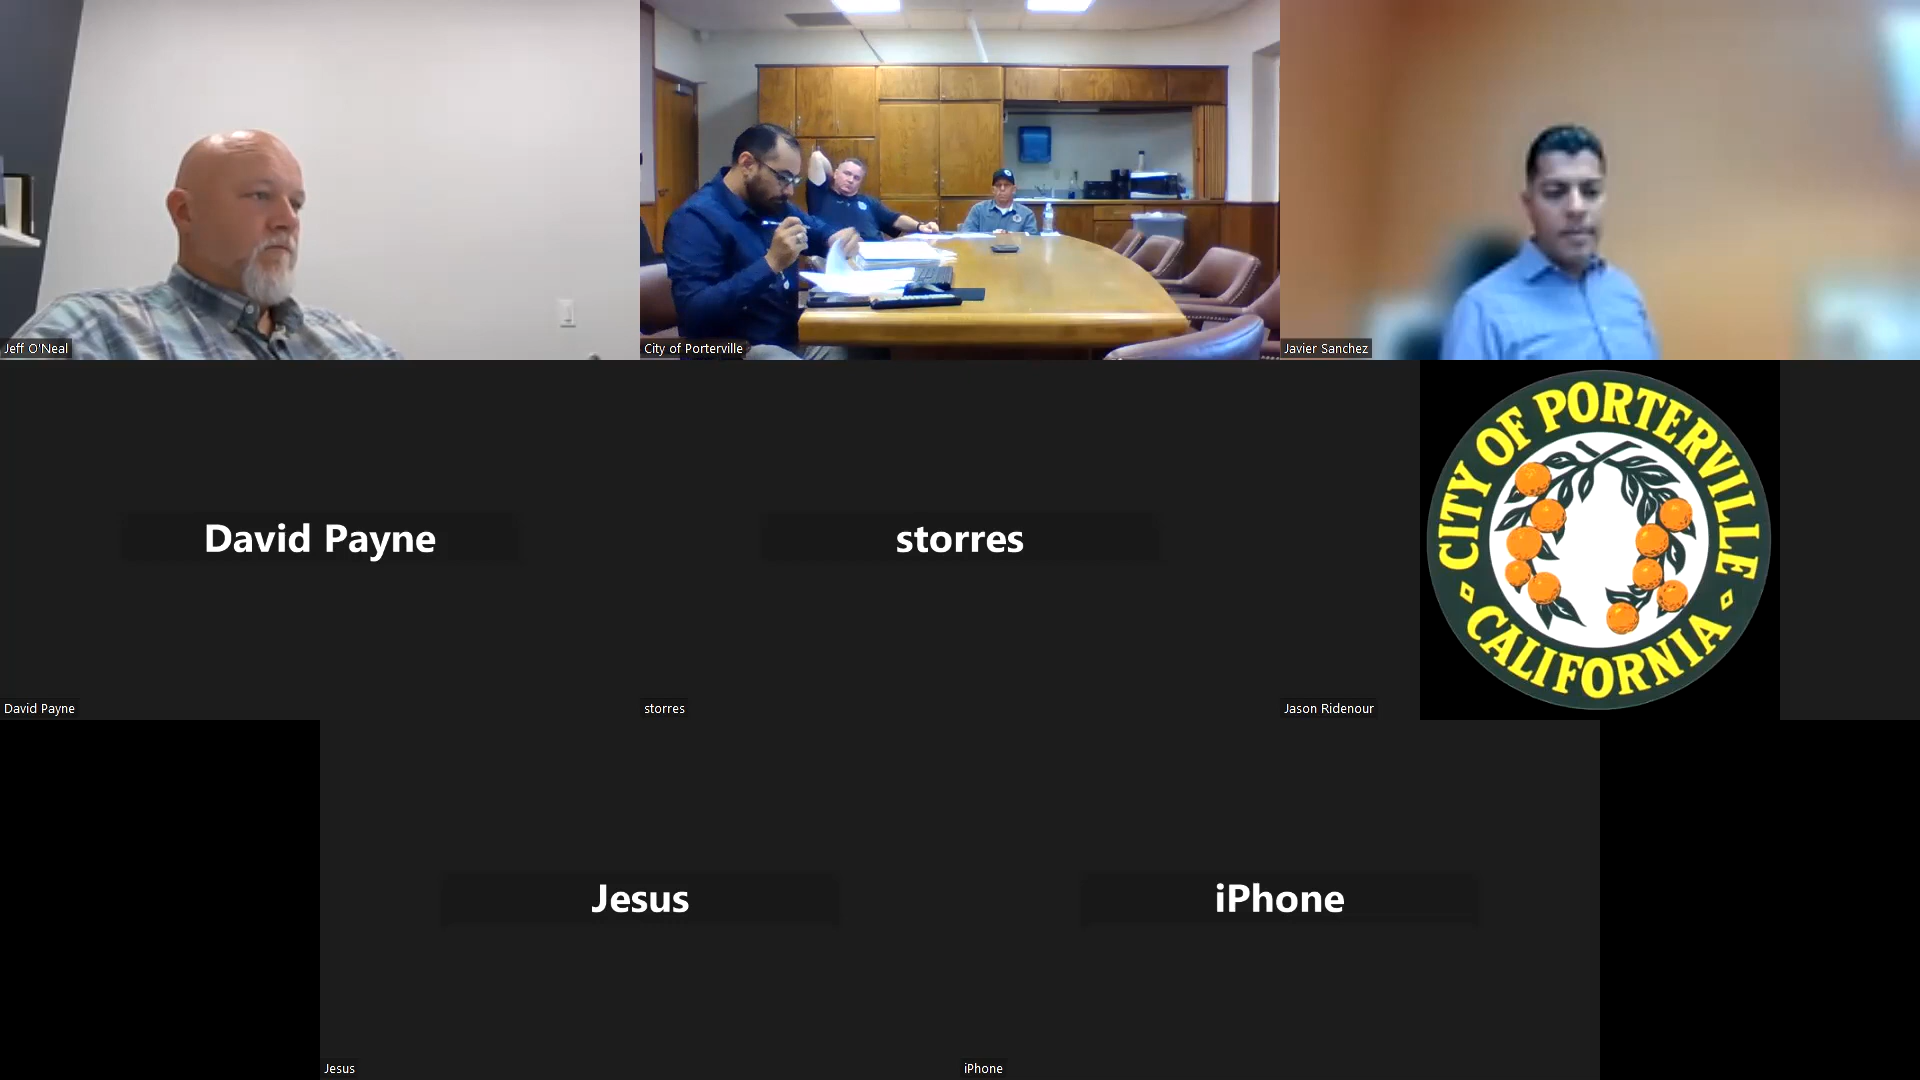 Jeff O'Neal
City of Porterville
Javier Sanchez
David Payne
storres
CITY OF PORTERVILLE
CALIFORNIA
David Payne
storres
Jason Ridenour
Jesus
iPhone
Jesus
iPhone